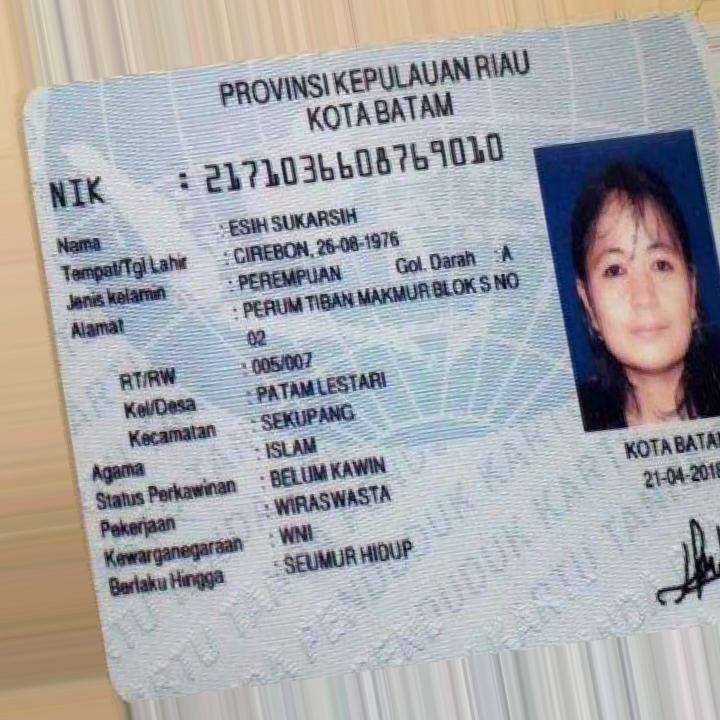 PROVINSI KEPULAUAN RIAU
KOTA BATAM
NIK : 2171036608769010
Nama : ESIH SUKARSIH
Tempat/Tgl Lahir : CIREBON, 26-08-1976
Jenis kelamin : PEREMPUAN Gol. Darah : A
Alamat : PERUM TIBAN MAKMUR BLOK S NO
02
RT/RW : 005/007
Kel/Desa : PATAM LESTARI
Kecamatan : SEKUPANG
Agama : ISLAM
Status Perkawinan : BELUM KAWIN
Pekerjaan : WIRASWASTA
Kewarganegaraan : WNI
Berlaku Hingga : SEUMUR HIDUP
KOTA BATA
21-04-2018